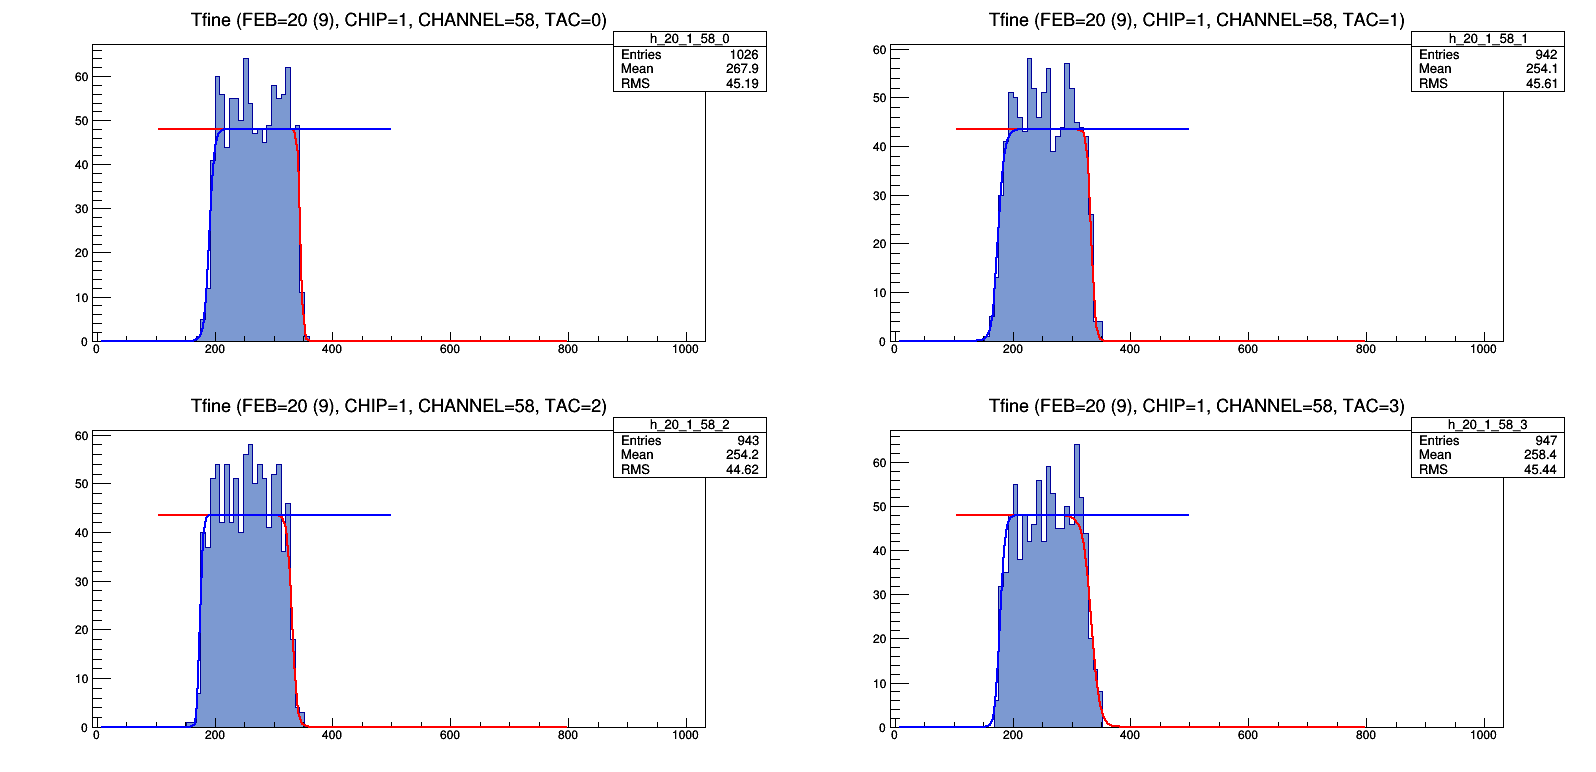 Tfine (FEB=20 (9), CHIP=1, CHANNEL=58, TAC=0)
h_20_1_58_0
Entries 1026
Mean 267.9
RMS 45.19
60
50
40
30
20
10
0
0 200 400 600 800 1000
Tfine (FEB=20 (9), CHIP=1, CHANNEL=58, TAC=1)
h_20_1_58_1
Entries 942
Mean 254.1
RMS 45.61
60
50
40
30
20
10
0
0 200 400 600 800 1000
Tfine (FEB=20 (9), CHIP=1, CHANNEL=58, TAC=2)
h_20_1_58_2
Entries 943
Mean 254.2
RMS 44.62
60
50
40
30
20
10
0
0 200 400 600 800 1000
Tfine (FEB=20 (9), CHIP=1, CHANNEL=58, TAC=3)
h_20_1_58_3
Entries 947
Mean 258.4
RMS 45.44
60
50
40
30
20
10
0
0 200 400 600 800 1000